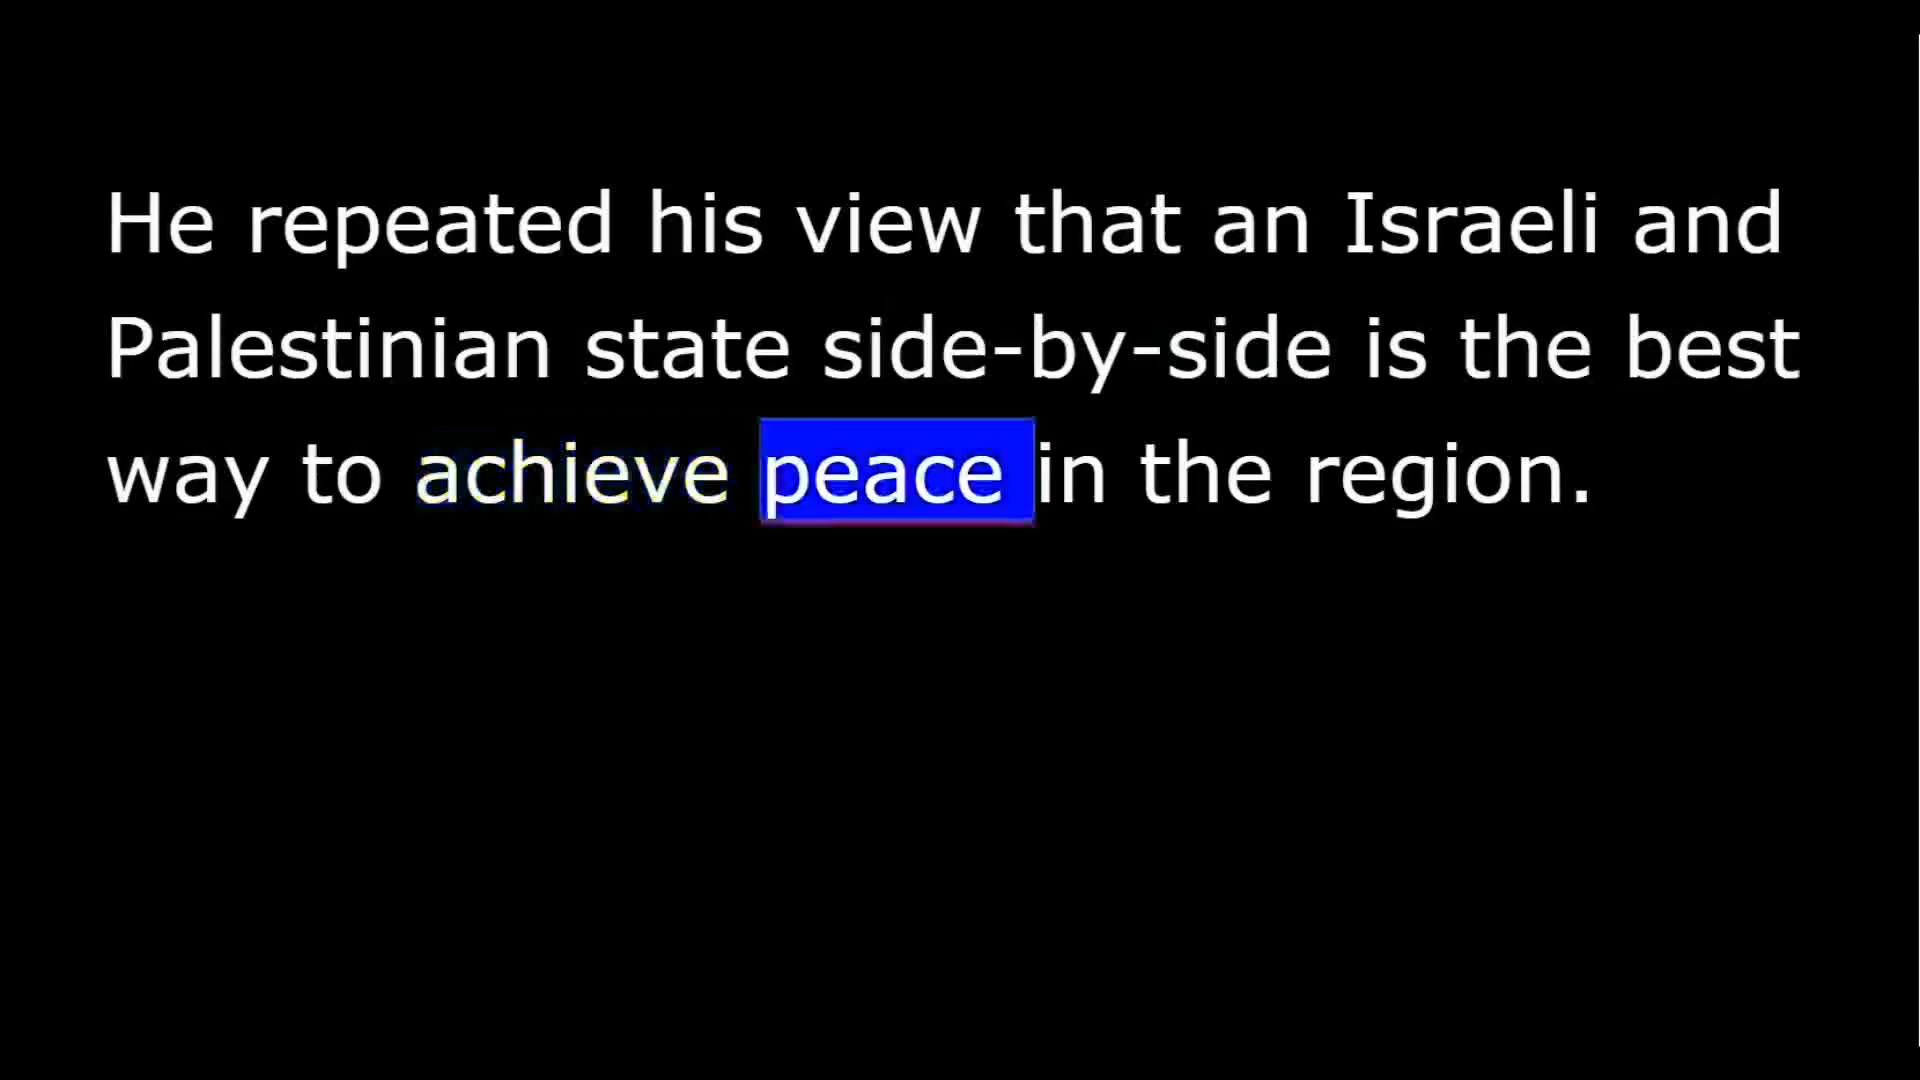 He repeated his view that an Israeli and
Palestinian state side-by-side is the best
way to achieve peace in the region.